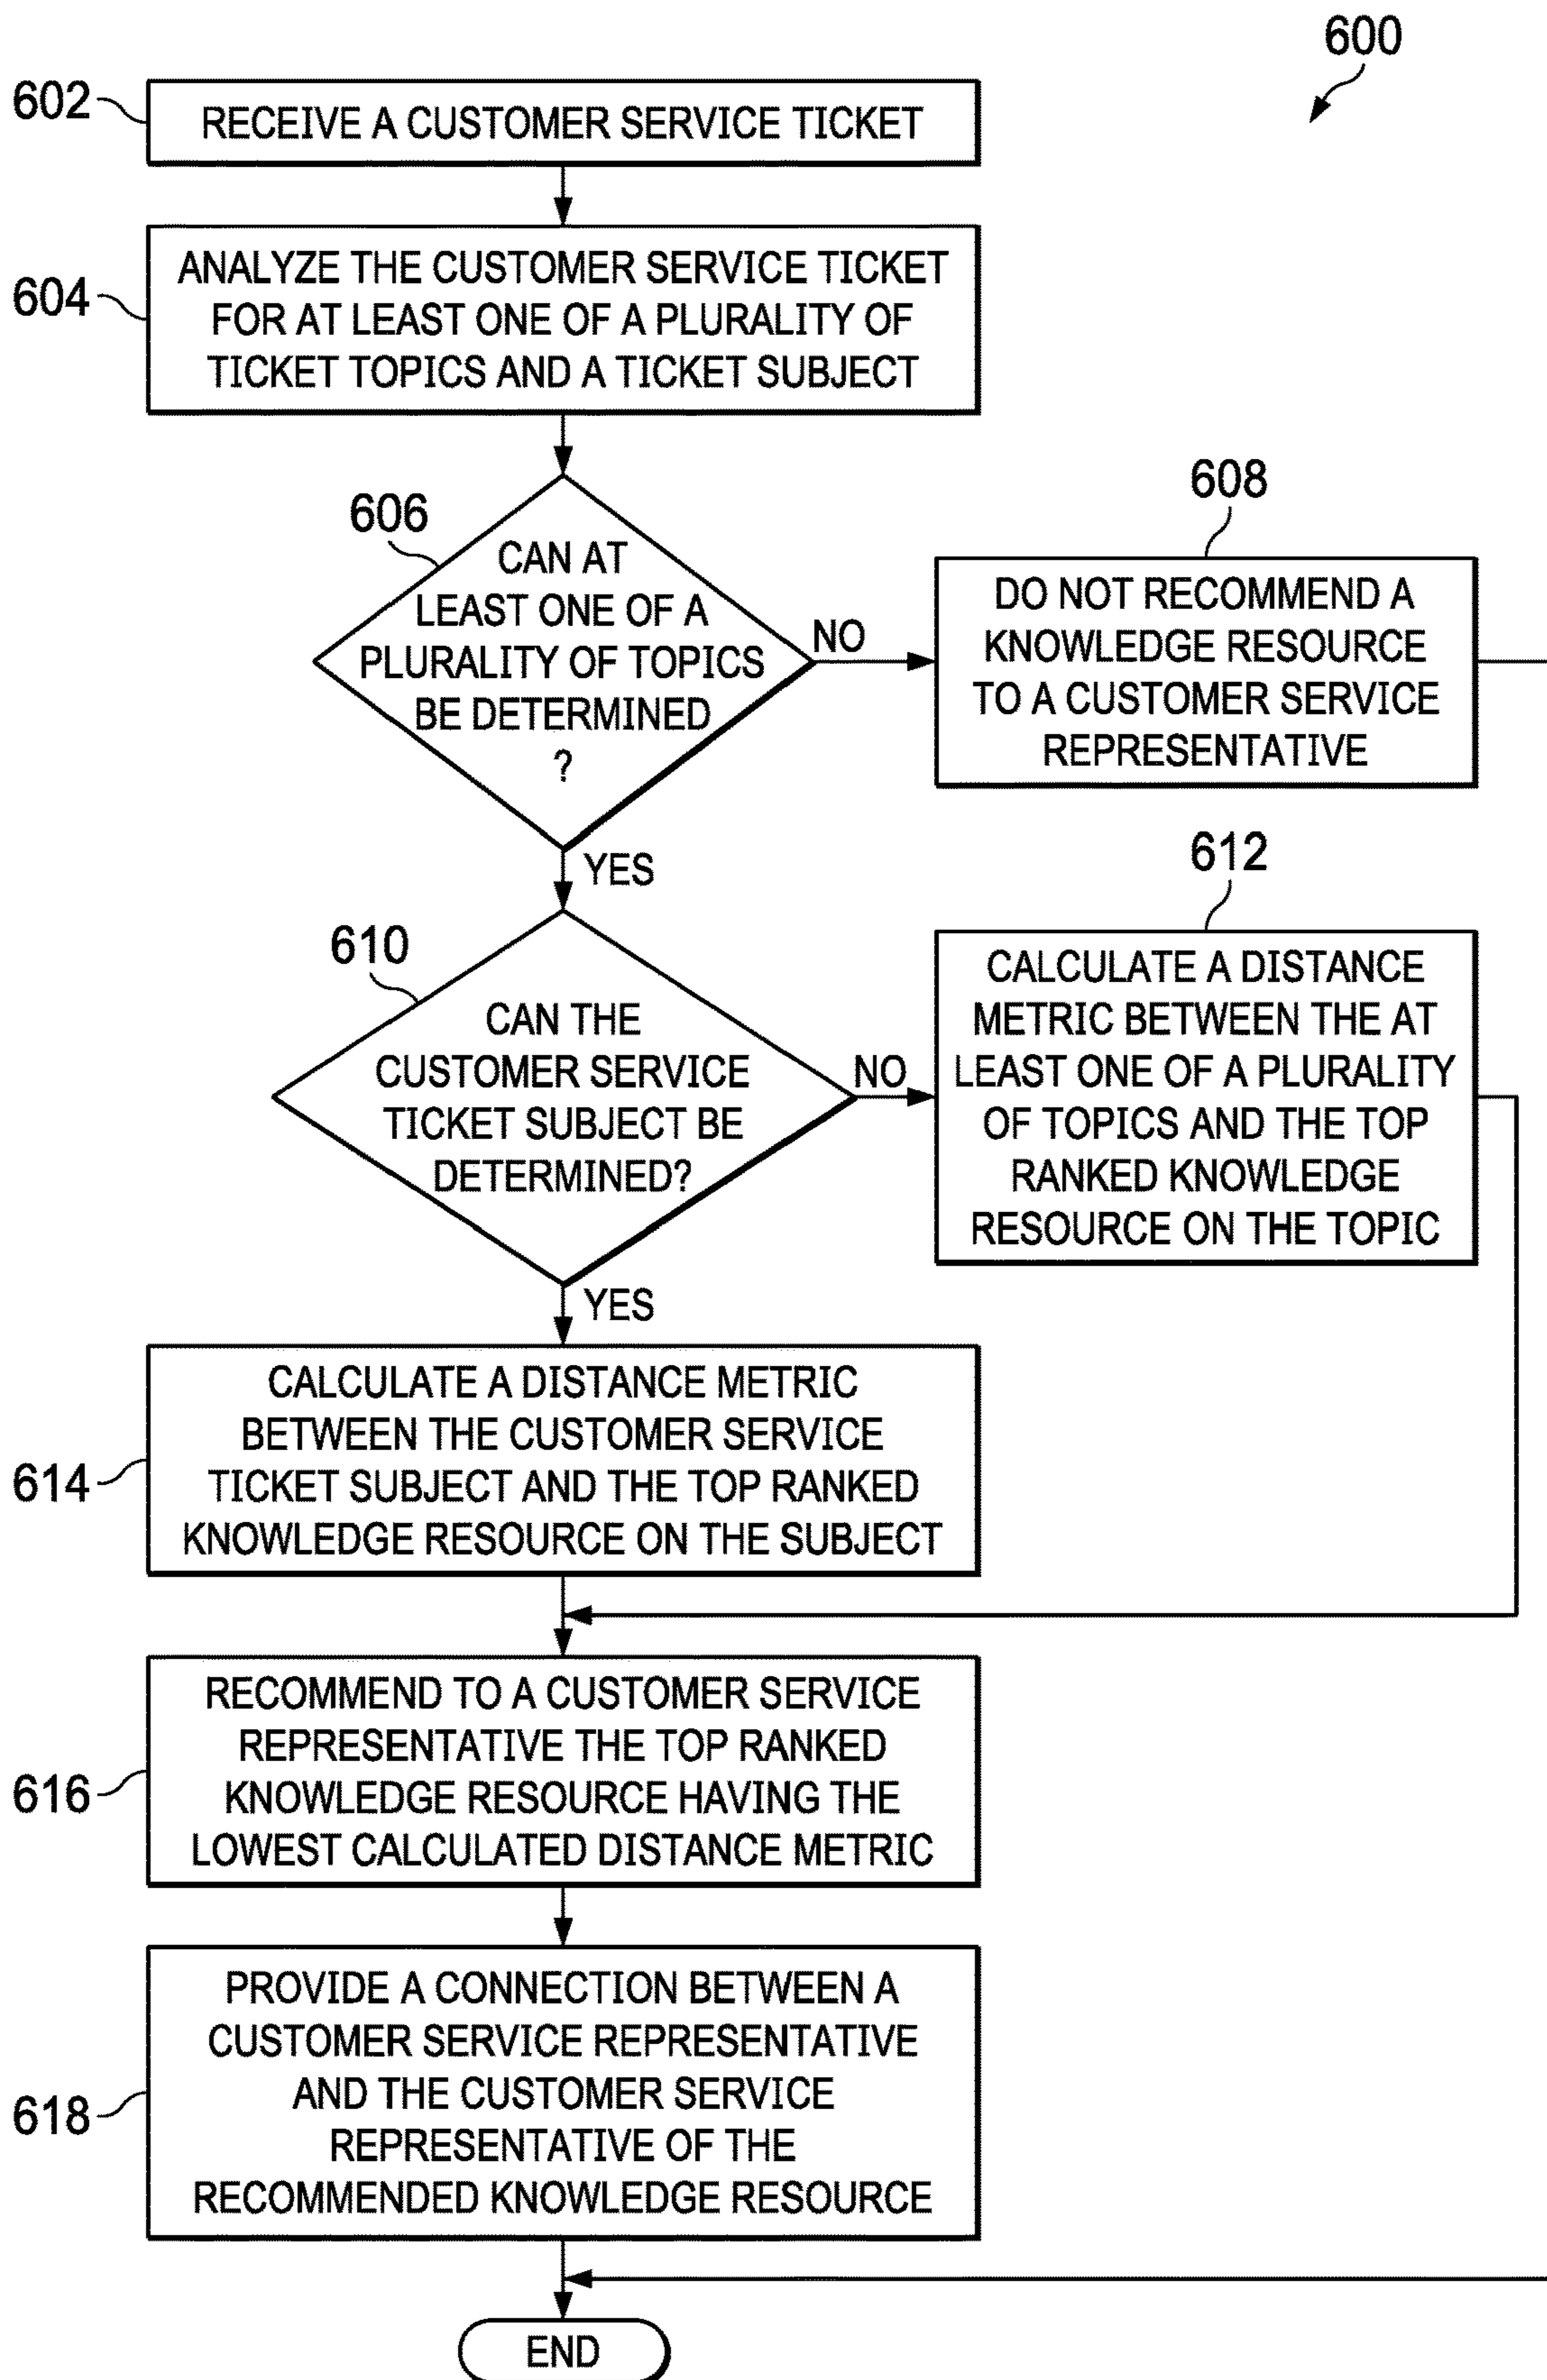 600
602
RECEIVE A CUSTOMER SERVICE TICKET
604
ANALYZE THE CUSTOMER SERVICE TICKET
FOR AT LEAST ONE OF A PLURALITY OF
TICKET TOPICS AND A TICKET SUBJECT
606
CAN AT
LEAST ONE OF A
PLURALITY OF TOPICS
BE DETERMINED
?
NO
608
DO NOT RECOMMEND A
KNOWLEDGE RESOURCE
TO A CUSTOMER SERVICE
REPRESENTATIVE
YES
610
CAN THE
CUSTOMER SERVICE
TICKET SUBJECT BE
DETERMINED?
NO
612
CALCULATE A DISTANCE
METRIC BETWEEN THE AT
LEAST ONE OF A PLURALITY
OF TOPICS AND THE TOP
RANKED KNOWLEDGE
RESOURCE ON THE TOPIC
YES
614
CALCULATE A DISTANCE METRIC
BETWEEN THE CUSTOMER SERVICE
TICKET SUBJECT AND THE TOP RANKED
KNOWLEDGE RESOURCE ON THE SUBJECT
616
RECOMMEND TO A CUSTOMER SERVICE
REPRESENTATIVE THE TOP RANKED
KNOWLEDGE RESOURCE HAVING THE
LOWEST CALCULATED DISTANCE METRIC
618
PROVIDE A CONNECTION BETWEEN A
CUSTOMER SERVICE REPRESENTATIVE
AND THE CUSTOMER SERVICE
REPRESENTATIVE OF THE
RECOMMENDED KNOWLEDGE RESOURCE
END